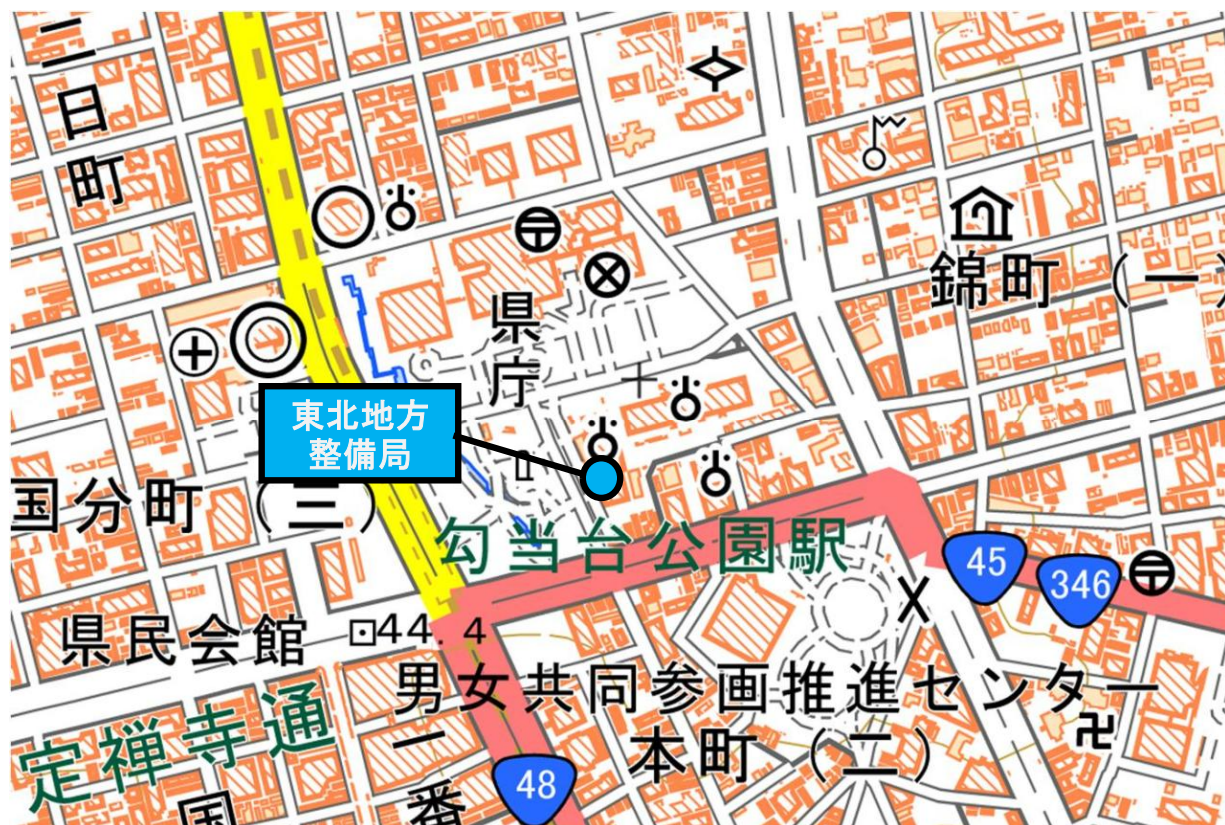 二日町
錦町（一）
県庁
東北地方
整備局
国分町（三）
勾当台公園駅
45
346
県民会館
44.4
男女共同参画推進センター
本町（二）
定禅寺通
48
一番
国